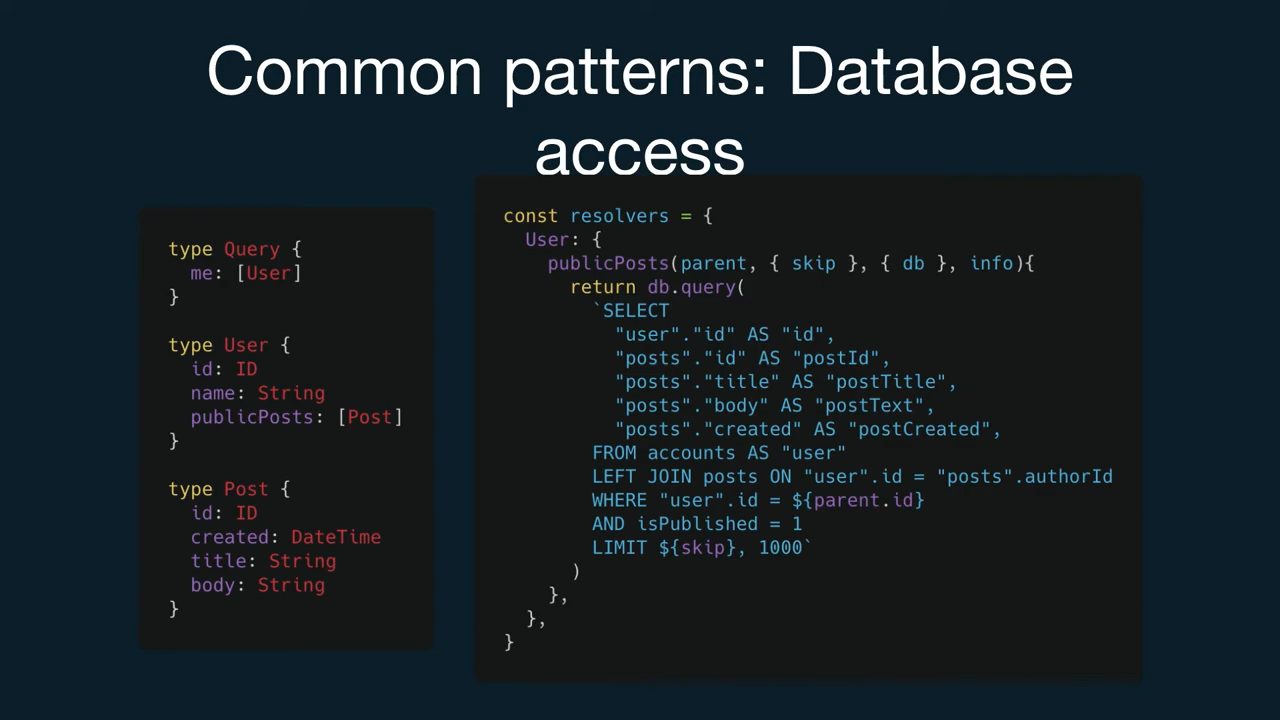 Common patterns: Database
access
type Query {
  me: [User]
}
type User {
  id: ID
  name: String
  publicPosts: [Post]
}
type Post {
  id: ID
  created: DateTime
  title: String
  body: String
}
const resolvers = {
  User: {
    publicPosts(parent, { skip }, { db }, info){
      return db.query(
        `SELECT
          "user"."id" AS "id",
          "posts"."id" AS "postId",
          "posts"."title" AS "postTitle",
          "posts"."body" AS "postText",
          "posts"."created" AS "postCreated",
        FROM accounts AS "user"
        LEFT JOIN posts ON "user".id = "posts".authorId
        WHERE "user".id = ${parent.id}
        AND isPublished = 1
        LIMIT ${skip}, 1000`
      )
    },
  },
}